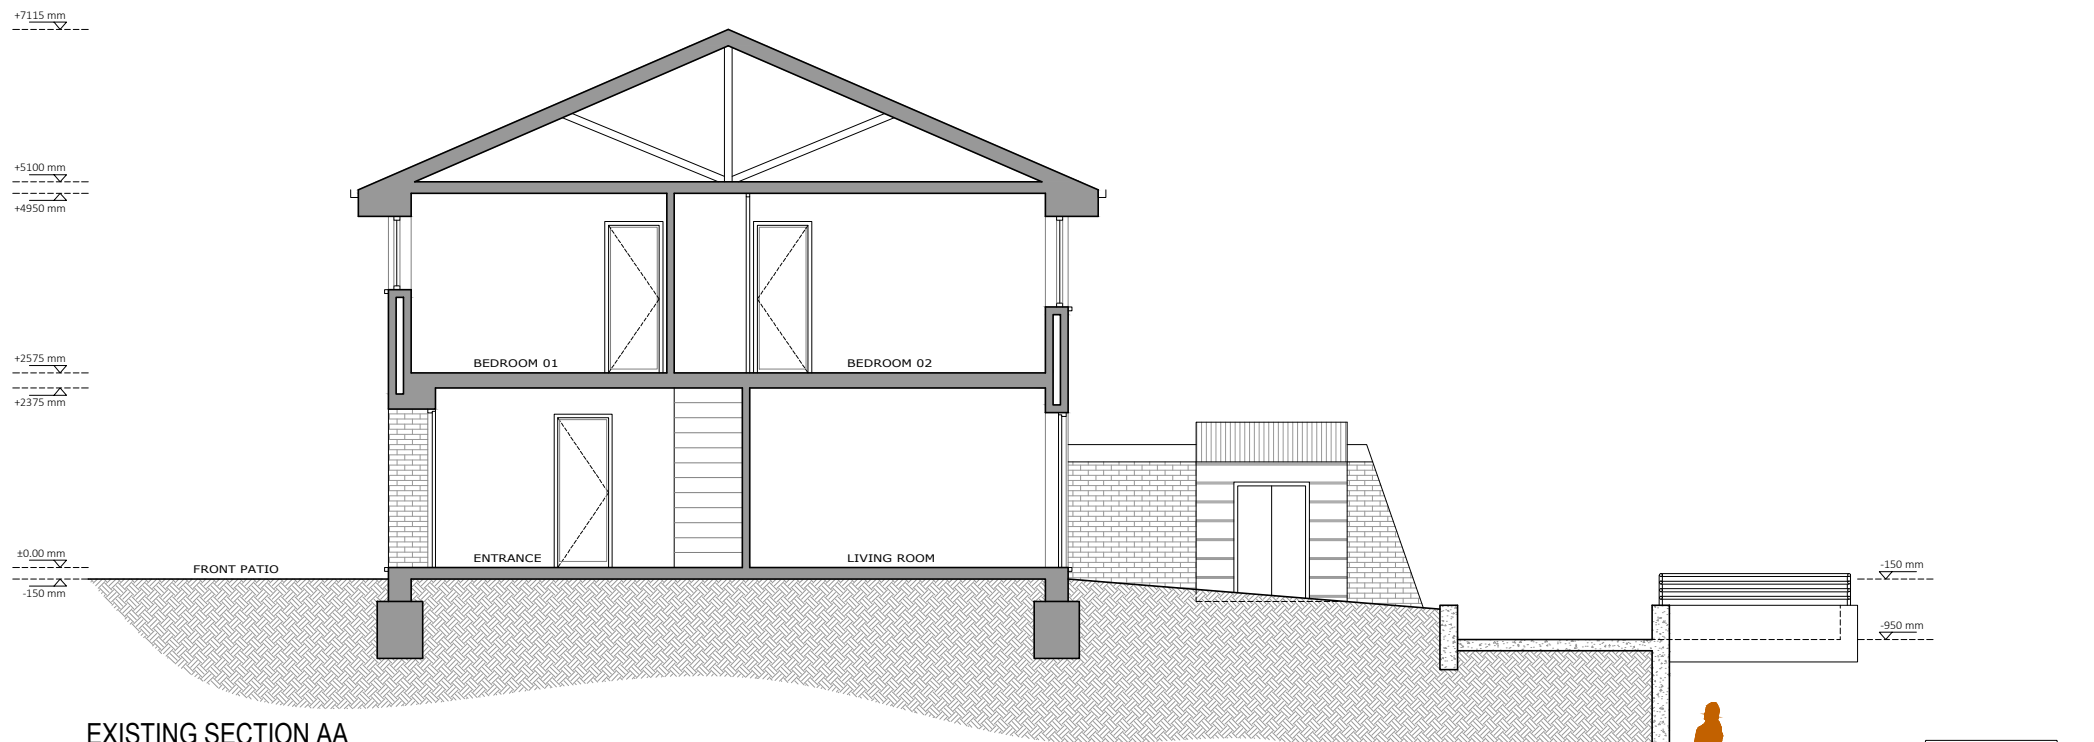 +7115 mm
+5100 mm
+4950 mm
BEDROOM 01
BEDROOM 02
+2575 mm
+2375 mm
±0.00 mm
ENTRANCE
LIVING ROOM
FRONT PATIO
-150 mm
-150 mm
-950 mm
EXISTING SECTION AA